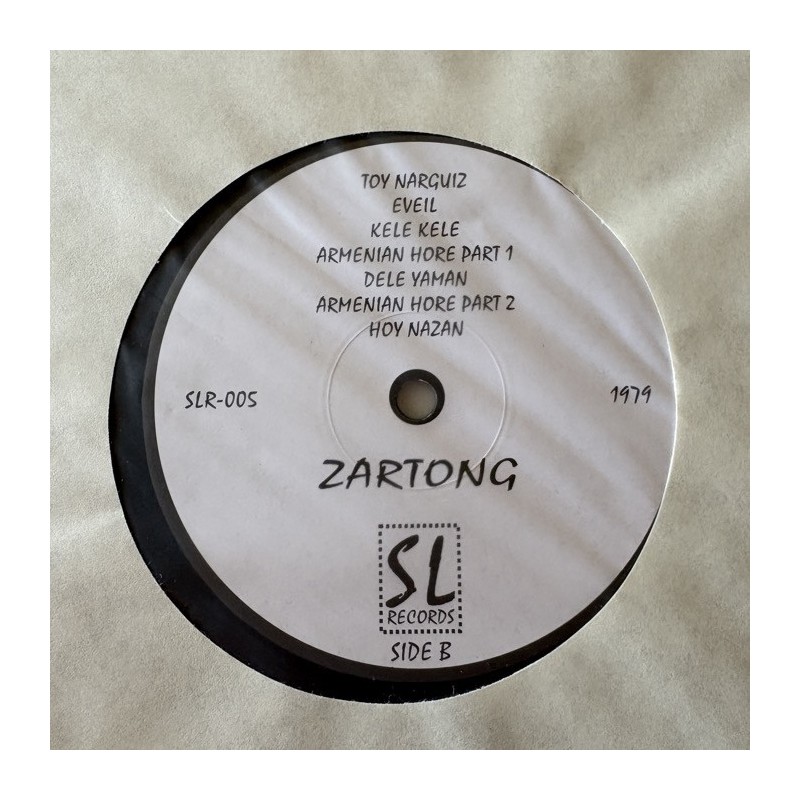 TOY NARGUIZ
EVEIL
KELE KELE
ARMENIAN HORE PART 1
DELE YAMAN
ARMENIAN HORE PART 2
HOY NAZAN
SLR-005
1979
ZARTONG
SL
RECORDS
SIDE B